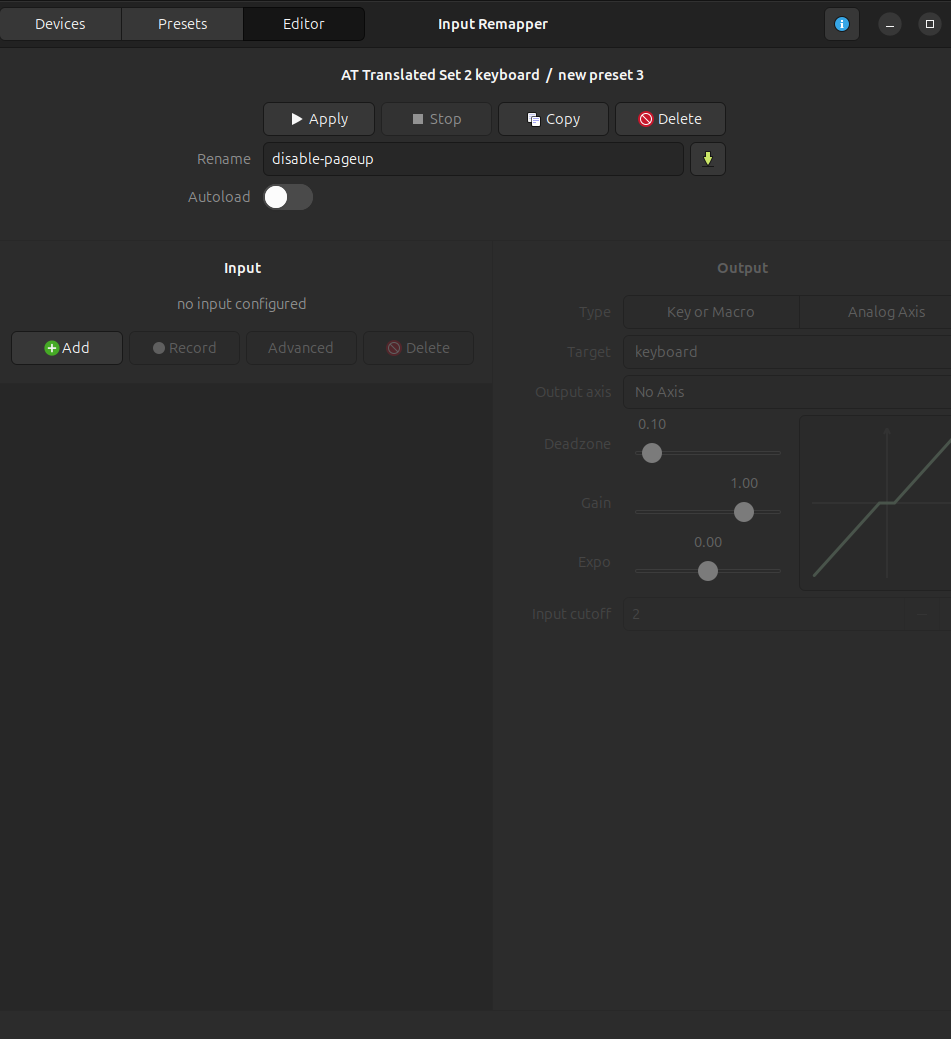 Devices Presets Editor Input Remapper
AT Translated Set 2 keyboard / new preset 3
Apply Stop Copy Delete
Rename disable-pageup
Autoload
Input
no input configured
Add Record Advanced Delete
Output
Type Key or Macro Analog Axis
Target keyboard
Output axis No Axis
0.10
Deadzone
1.00
Gain
0.00
Expo
Input cutoff 2